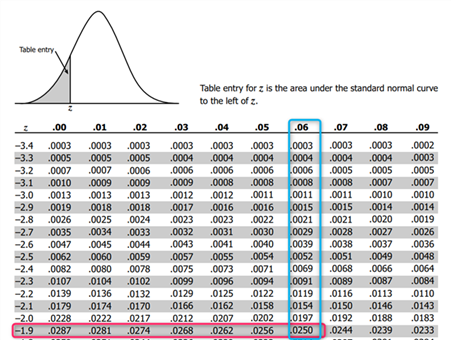 Table entry
z
Table entry for z is the area under the standard normal curve
to the left of z.
z .00 .01 .02 .03 .04 .05 .06 .07 .08 .09
−3.4 .0003 .0003 .0003 .0003 .0003 .0003 .0003 .0003 .0003 .0002
−3.3 .0005 .0005 .0005 .0004 .0004 .0004 .0004 .0004 .0004 .0003
−3.2 .0007 .0007 .0006 .0006 .0006 .0006 .0006 .0005 .0005 .0005
−3.1 .0010 .0009 .0009 .0009 .0008 .0008 .0008 .0008 .0007 .0007
−3.0 .0013 .0013 .0013 .0012 .0012 .0011 .0011 .0011 .0010 .0010
−2.9 .0019 .0018 .0018 .0017 .0016 .0016 .0015 .0015 .0014 .0014
−2.8 .0026 .0025 .0024 .0023 .0023 .0022 .0021 .0021 .0020 .0019
−2.7 .0035 .0034 .0033 .0032 .0031 .0030 .0029 .0028 .0027 .0026
−2.6 .0047 .0045 .0044 .0043 .0041 .0040 .0039 .0038 .0037 .0036
−2.5 .0062 .0060 .0059 .0057 .0055 .0054 .0052 .0051 .0049 .0048
−2.4 .0082 .0080 .0078 .0075 .0073 .0071 .0069 .0068 .0066 .0064
−2.3 .0107 .0104 .0102 .0099 .0096 .0094 .0091 .0089 .0087 .0084
−2.2 .0139 .0136 .0132 .0129 .0125 .0122 .0119 .0116 .0113 .0110
−2.1 .0179 .0174 .0170 .0166 .0162 .0158 .0154 .0150 .0146 .0143
−2.0 .0228 .0222 .0217 .0212 .0207 .0202 .0197 .0192 .0188 .0183
−1.9 .0287 .0281 .0274 .0268 .0262 .0256 .0250 .0244 .0239 .0233